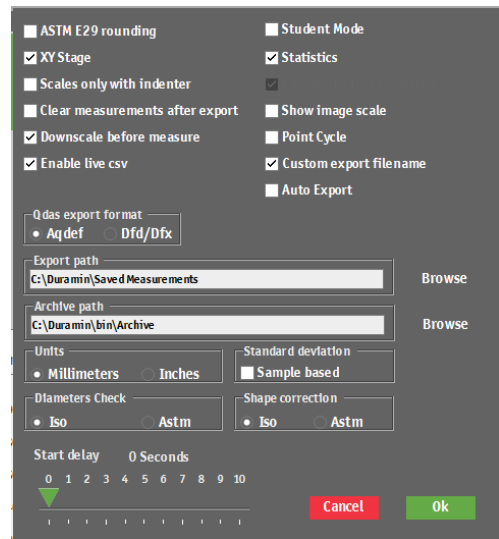 ASTM E29 rounding
Student Mode
XY Stage
Statistics
Scales only with indenter
Clear measurements after export
Show image scale
Downscale before measure
Point Cycle
Enable live csv
Custom export filename
Auto Export
Qdas export format
Aqdef
Dfd/Dfx
Export path
C:\Duramin\Saved Measurements
Browse
Archive path
C:\Duramin\bin\Archive
Browse
Units
Millimeters
Inches
Standard deviation
Sample based
Diameters Check
Iso
Astm
Shape correction
Iso
Astm
Start delay
0 Seconds
0 1 2 3 4 5 6 7 8 9 10
Cancel
Ok